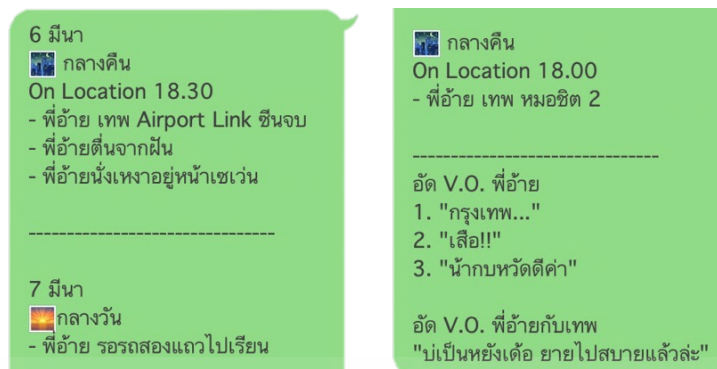 6 มีนา
กลางคืน
On Location 18.30
- พี่อ้าย เทพ Airport Link ซีนจบ
- พี่อ้ายตื่นจากฝัน
- พี่อ้ายนั่งเหงาอยู่หน้าเซเว่น
--------------------------------
7 มีนา
กลางวัน
- พี่อ้าย รอรถสองแถวไปเรียน
กลางคืน
On Location 18.00
- พี่อ้าย เทพ หมอชิต 2
--------------------------------
อัด V.O. พี่อ้าย
1. "กรุงเทพ..."
2. "เสือ!!"
3. "น้ากบหวัดดีค่า"
อัด V.O. พี่อ้ายกับเทพ
"บ่เป็นหยังเด้อ ยายไปสบายแล้วล่ะ"